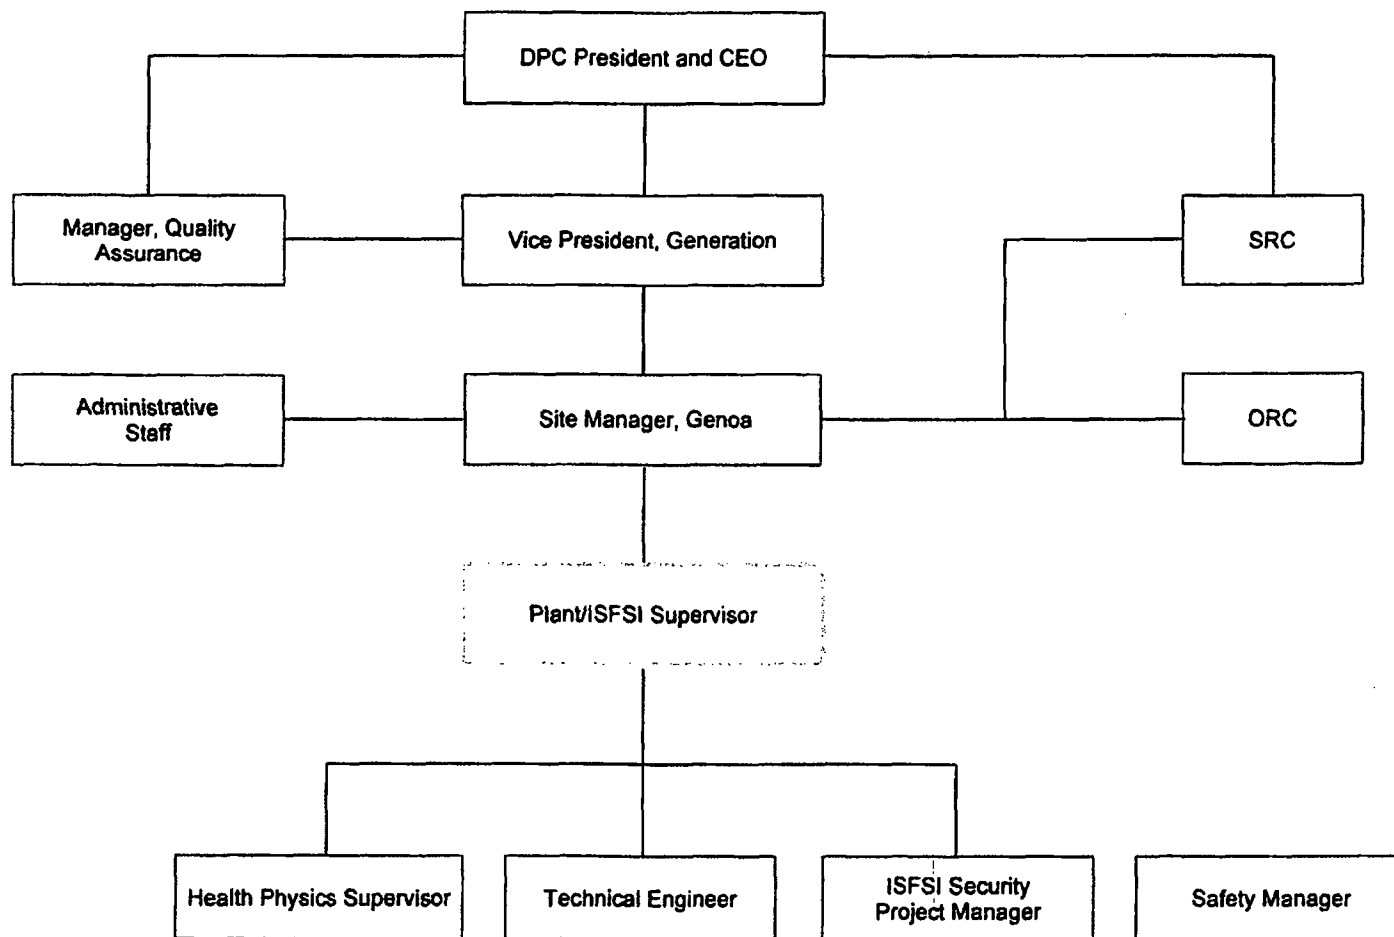 DPC President and CEO
Manager, Quality
Assurance
Vice President, Generation
SRC
Administrative
Staff
Site Manager, Genoa
ORC
Plant/ISFSI Supervisor
Health Physics Supervisor
Technical Engineer
ISFSI Security
Project Manager
Safety Manager